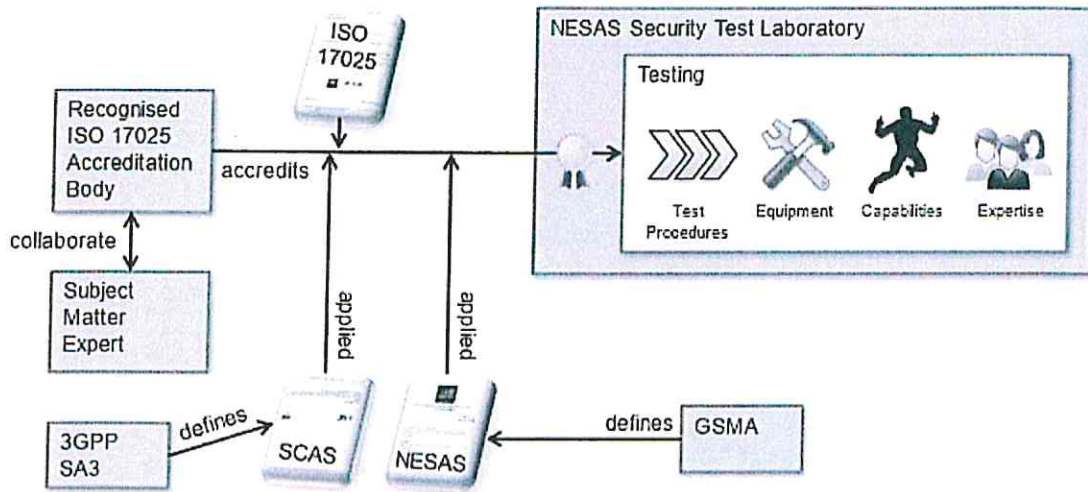 ISO
17025
NESAS Security Test Laboratory
Testing
Recognised
ISO 17025
Accreditation
Body
accredits
Test
Procedures
Equipment
Capabilities
Expertise
collaborate
Subject
Matter
Expert
applied
applied
3GPP
SA3
defines
SCAS
NESAS
defines
GSMA